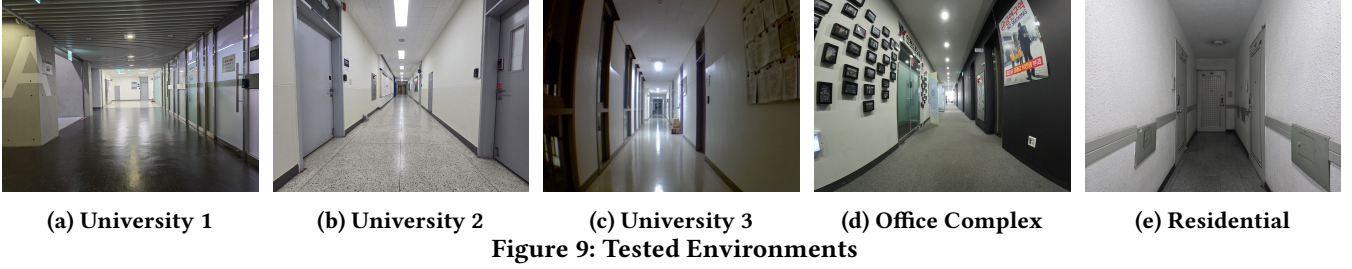 A
(a) University 1
(b) University 2
(c) University 3
(d) Office Complex
(e) Residential
Figure 9: Tested Environments